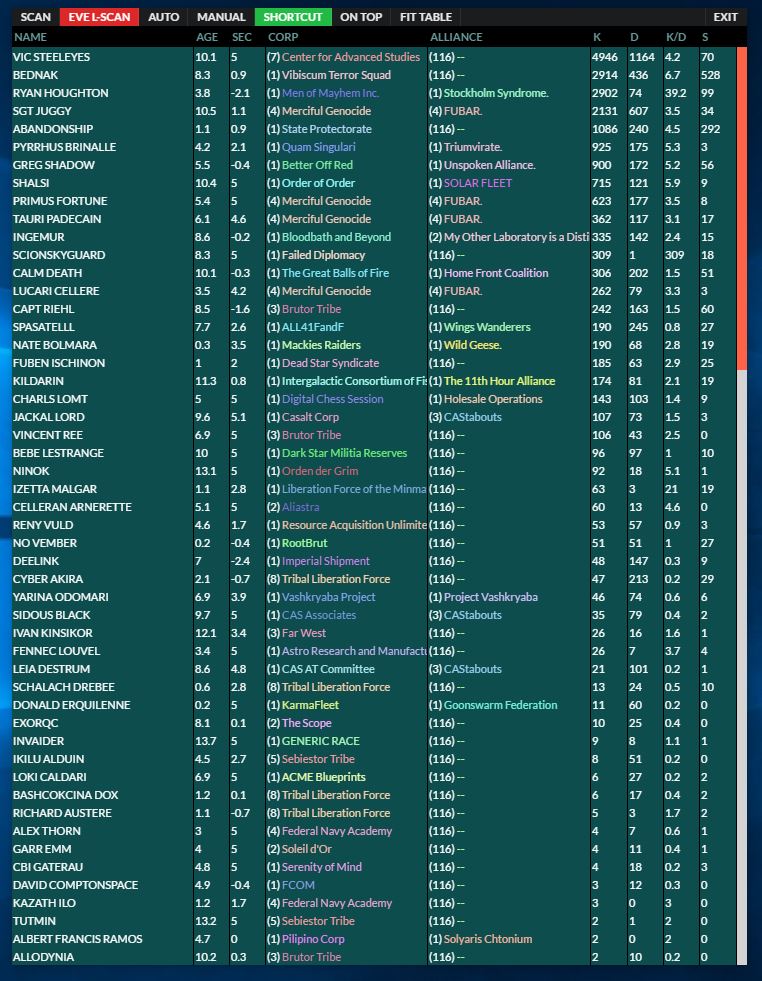 SCAN EVE L-SCAN AUTO MANUAL SHORTCUT ON TOP FIT TABLE EXIT
NAME AGE SEC CORP ALLIANCE K D K/D S
VIC STEELEYES 10.1 5 (7) Center for Advanced Studies (116) -- 4946 1164 4.2 70
BEDNAK 8.3 0.9 (1) Vibiscum Terror Squad (116) -- 2914 436 6.7 528
RYAN HOUGHTON 3.8 -2.1 (1) Men of Mayhem Inc. (1) Stockholm Syndrome. 2902 74 39.2 99
SGT JUGGY 10.5 1.1 (4) Merciful Genocide (4) FUBAR. 2131 607 3.5 34
ABANDONSHIP 1.1 0.9 (1) State Protectorate (116) -- 1086 240 4.5 292
PYRRHUS BRINALLE 4.2 2.1 (1) Quam Singulari (1) Triumvirate. 925 175 5.3 3
GREG SHADOW 5.5 -0.4 (1) Better Off Red (1) Unspoken Alliance. 900 172 5.2 56
SHALSI 10.4 5 (1) Order of Order (1) SOLAR FLEET 715 121 5.9 9
PRIMUS FORTUNE 5.4 5 (4) Merciful Genocide (4) FUBAR. 623 177 3.5 8
TAURI PADECAIN 6.1 4.6 (4) Merciful Genocide (4) FUBAR. 362 117 3.1 17
INGEMUR 8.6 -0.2 (1) Bloodbath and Beyond (2) My Other Laboratory is a Disti 335 142 2.4 15
SCIONSKYGUARD 8.3 5 (1) Failed Diplomacy (116) -- 309 1 309 18
CALM DEATH 10.1 -0.3 (1) The Great Balls of Fire (1) Home Front Coalition 306 202 1.5 51
LUCARI CELLERE 3.5 4.2 (4) Merciful Genocide (4) FUBAR. 262 79 3.3 3
CAPT RIEHL 8.5 -1.6 (3) Brutor Tribe (116) -- 242 163 1.5 60
SPASATELLL 7.7 2.6 (1) ALL41FandF (1) Wings Wanderers 190 245 0.8 27
NATE BOLMARA 0.3 3.5 (1) Mackies Raiders (1) Wild Geese. 190 68 2.8 19
FUBEN ISCHINON 1 2 (1) Dead Star Syndicate (116) -- 185 63 2.9 25
KILDARIN 11.3 0.8 (1) Intergalactic Consortium of Fi (1) The 11th Hour Alliance 174 81 2.1 19
CHARLS LOMT 5 5 (1) Digital Chess Session (1) Holesale Operations 143 103 1.4 9
JACKAL LORD 9.6 5.1 (1) Casalt Corp (3) CAStabouts 107 73 1.5 3
VINCENT REE 6.9 5 (3) Brutor Tribe (116) -- 106 43 2.5 0
BEBE LESTRANGE 10 5 (1) Dark Star Militia Reserves (116) -- 96 97 1 10
NINOK 13.1 5 (1) Orden der Grim (116) -- 92 18 5.1 1
IZETTA MALGAR 1.1 2.8 (1) Liberation Force of the Minma (116) -- 63 3 21 19
CELLERAN ARNERETTE 5.1 5 (2) Aliastra (116) -- 60 13 4.6 0
RENY VULD 4.6 1.7 (1) Resource Acquisition Unlimite (116) -- 53 57 0.9 3
NO VEMBER 0.2 -0.4 (1) RootBrut (116) -- 51 51 1 27
DEELINK 7 -2.4 (1) Imperial Shipment (116) -- 48 147 0.3 9
CYBER AKIRA 2.1 -0.7 (8) Tribal Liberation Force (116) -- 47 213 0.2 29
YARINA ODOMARI 6.9 3.9 (1) Vashkryaba Project (1) Project Vashkryaba 46 74 0.6 6
SIDOUS BLACK 9.7 5 (1) CAS Associates (3) CAStabouts 35 79 0.4 2
IVAN KINSIKOR 12.1 3.4 (3) Far West (116) -- 26 16 1.6 1
FENNEC LOUVEL 3.4 5 (1) Astro Research and Manufactu (116) -- 26 7 3.7 4
LEIA DESTRUM 8.6 4.8 (1) CAS AT Committee (3) CAStabouts 21 101 0.2 1
SCHALACH DREBEE 0.6 2.8 (8) Tribal Liberation Force (116) -- 13 24 0.5 10
DONALD ERQUILENNE 0.2 5 (1) KarmaFleet (1) Goonswarm Federation 11 60 0.2 0
EXORQC 8.1 0.1 (2) The Scope (116) -- 10 25 0.4 0
INVAIDER 13.7 5 (1) GENERIC RACE (116) -- 9 8 1.1 1
IKILU ALDUIN 4.5 2.7 (5) Sebiestor Tribe (116) -- 8 51 0.2 0
LOKI CALDARI 6.9 5 (1) ACME Blueprints (116) -- 6 27 0.2 2
BASHCOKCINA DOX 1.2 0.1 (8) Tribal Liberation Force (116) -- 6 17 0.4 2
RICHARD AUSTERE 1.1 -0.7 (8) Tribal Liberation Force (116) -- 5 3 1.7 2
ALEX THORN 3 5 (4) Federal Navy Academy (116) -- 4 7 0.6 1
GARR EMM 4 5 (2) Soleil d'Or (116) -- 4 11 0.4 1
CBI GATERAU 4.8 5 (1) Serenity of Mind (116) -- 4 18 0.2 3
DAVID COMPTONSPACE 4.9 -0.4 (1) FCOM (116) -- 3 12 0.3 0
KAZATH ILO 1.2 1.7 (4) Federal Navy Academy (116) -- 3 0 3 0
TUTMIN 13.2 5 (5) Sebiestor Tribe (116) -- 2 1 2 0
ALBERT FRANCIS RAMOS 4.7 0 (1) Pilipino Corp (1) Solyaris Chtonium 2 0 2 0
ALLODYNIA 10.2 0.3 (3) Brutor Tribe (116) -- 2 10 0.2 0